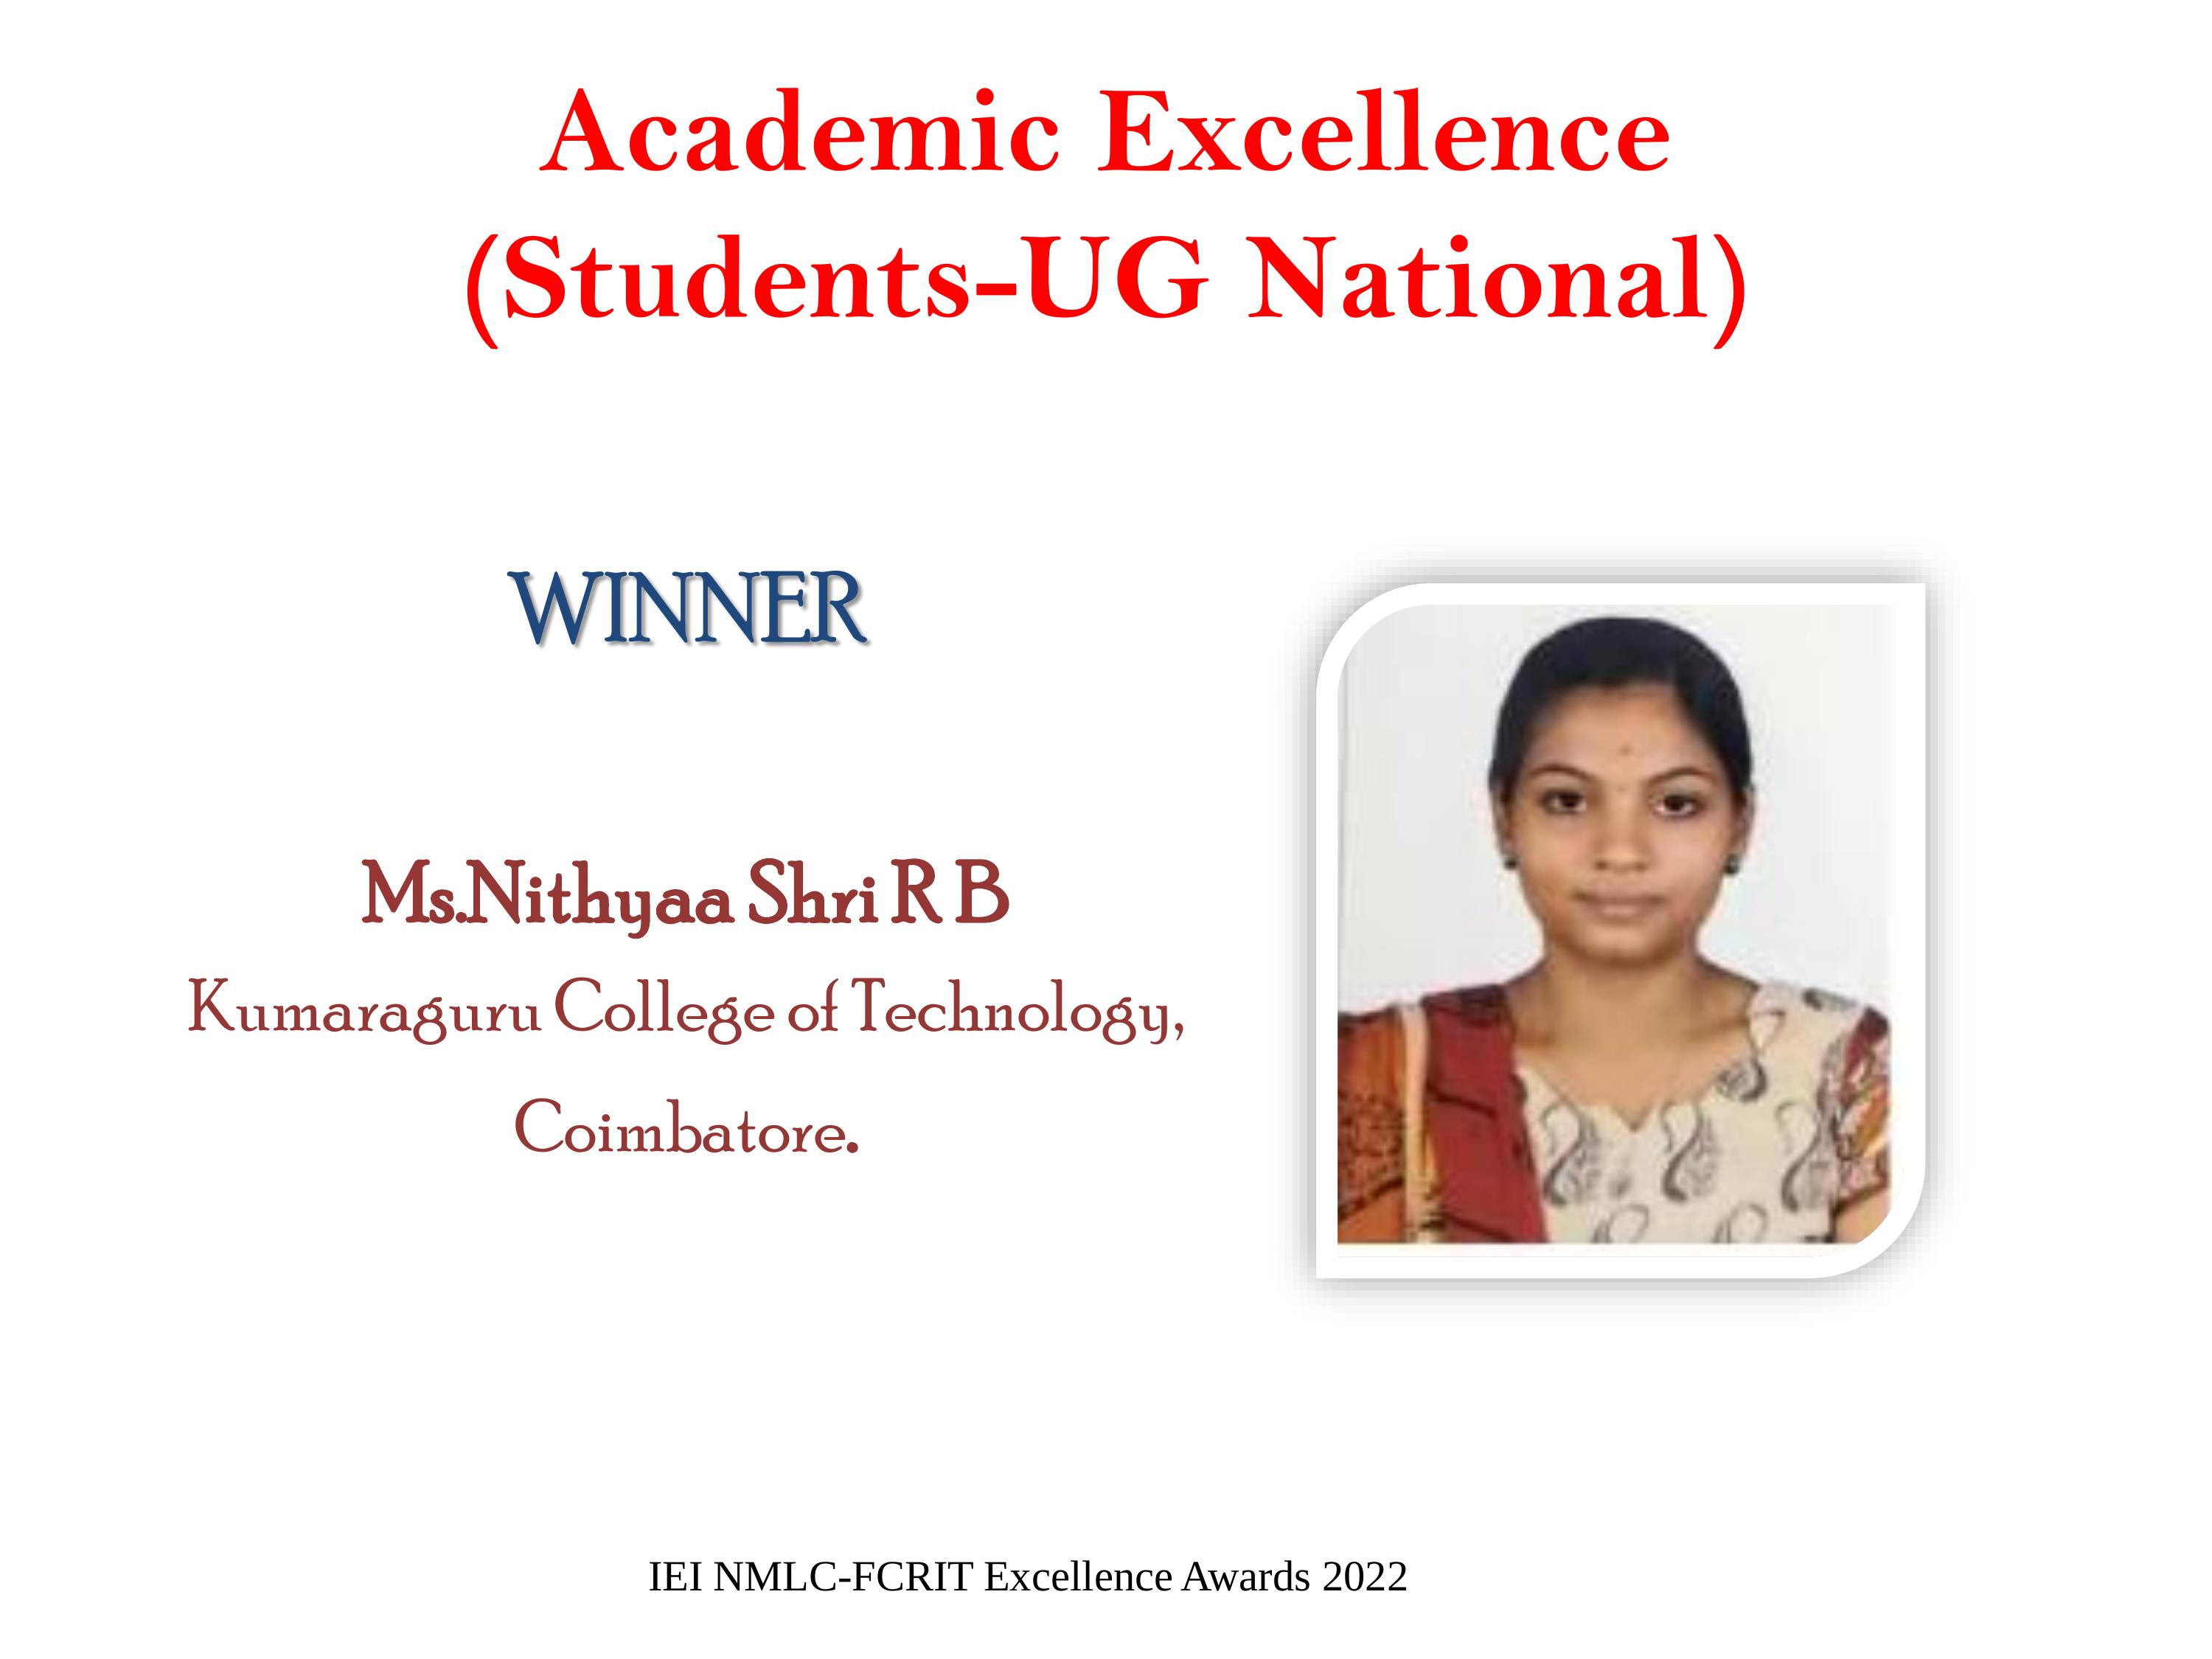 Academic Excellence
(Students-UG National)
WINNER
Ms.Nithyaa Shri R B
Kumaraguru College of Technology,
Coimbatore.
IEI NMLC-FCRIT Excellence Awards 2022